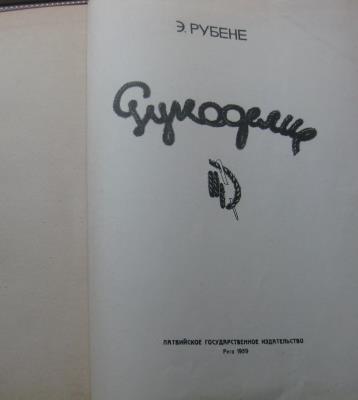 Э. РУБЕНЕ
Рукоделие
ЛАТВИЙСКОЕ ГОСУДАРСТВЕННОЕ ИЗДАТЕЛЬСТВО
Рига 1959